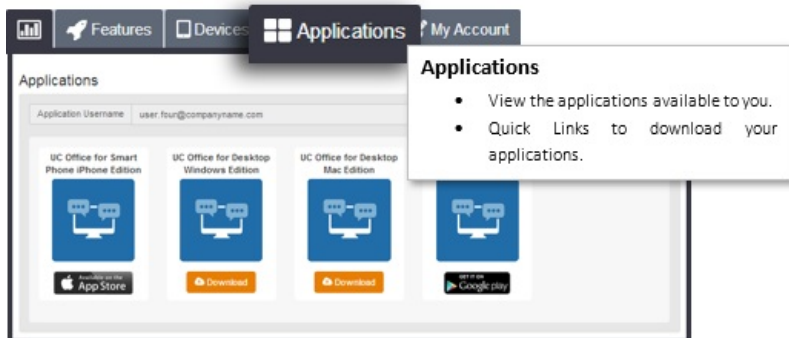 Features
Devices
Applications
My Account
Applications
• View the applications available to you.
• Quick Links to download your
applications.
Applications
Application Username user.four@companyname.com
UC Office for Smart
Phone iPhone Edition
UC Office for Desktop
Windows Edition
UC Office for Desktop
Mac Edition
Available on the
App Store
Download
Download
GET IT ON
Google play